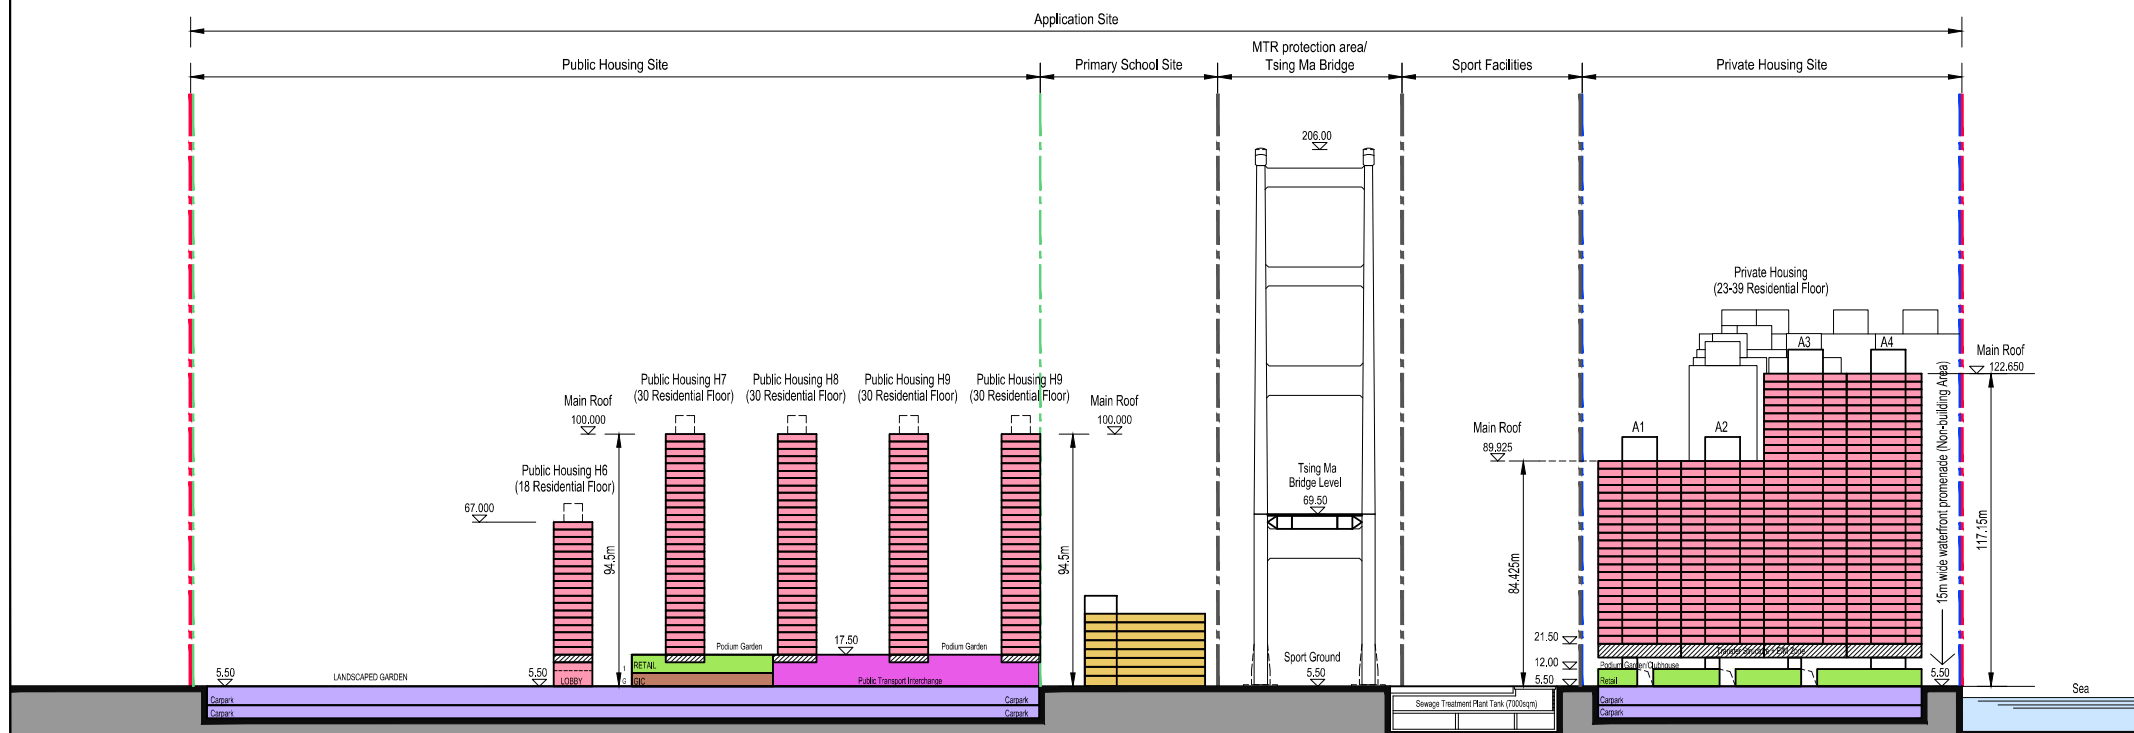 Application Site
Public Housing Site
Primary School Site
MTR protection area/
Tsing Ma Bridge
Sport Facilities
Private Housing Site
206.00
Private Housing
(23-39 Residential Floor)
A3
A4
Main Roof
122.650
Public Housing H7
(30 Residential Floor)
Public Housing H8
(30 Residential Floor)
Public Housing H9
(30 Residential Floor)
Public Housing H9
(30 Residential Floor)
Main Roof
100.000
Main Roof
100.000
A1
A2
Main Roof
89.925
Public Housing H6
(18 Residential Floor)
67.000
Tsing Ma
Bridge Level
69.50
94.5m
94.5m
84.425m
117.15m
15m wide waterfront promenade (Non-building Area)
Podium Garden
17.50
Podium Garden
21.50
Transfer Structure + E/M Zone
Sport Ground
5.50
12.00
5.50
Podium Garden/Clubhouse
Retail
5.50
5.50
LANDSCAPED GARDEN
5.50
LOBBY
1
G
RETAIL
GIC
Public Transport Interchange
Carpark
Carpark
Carpark
Carpark
Sewage Treatment Plant Tank (7000sqm)
Carpark
Carpark
Sea